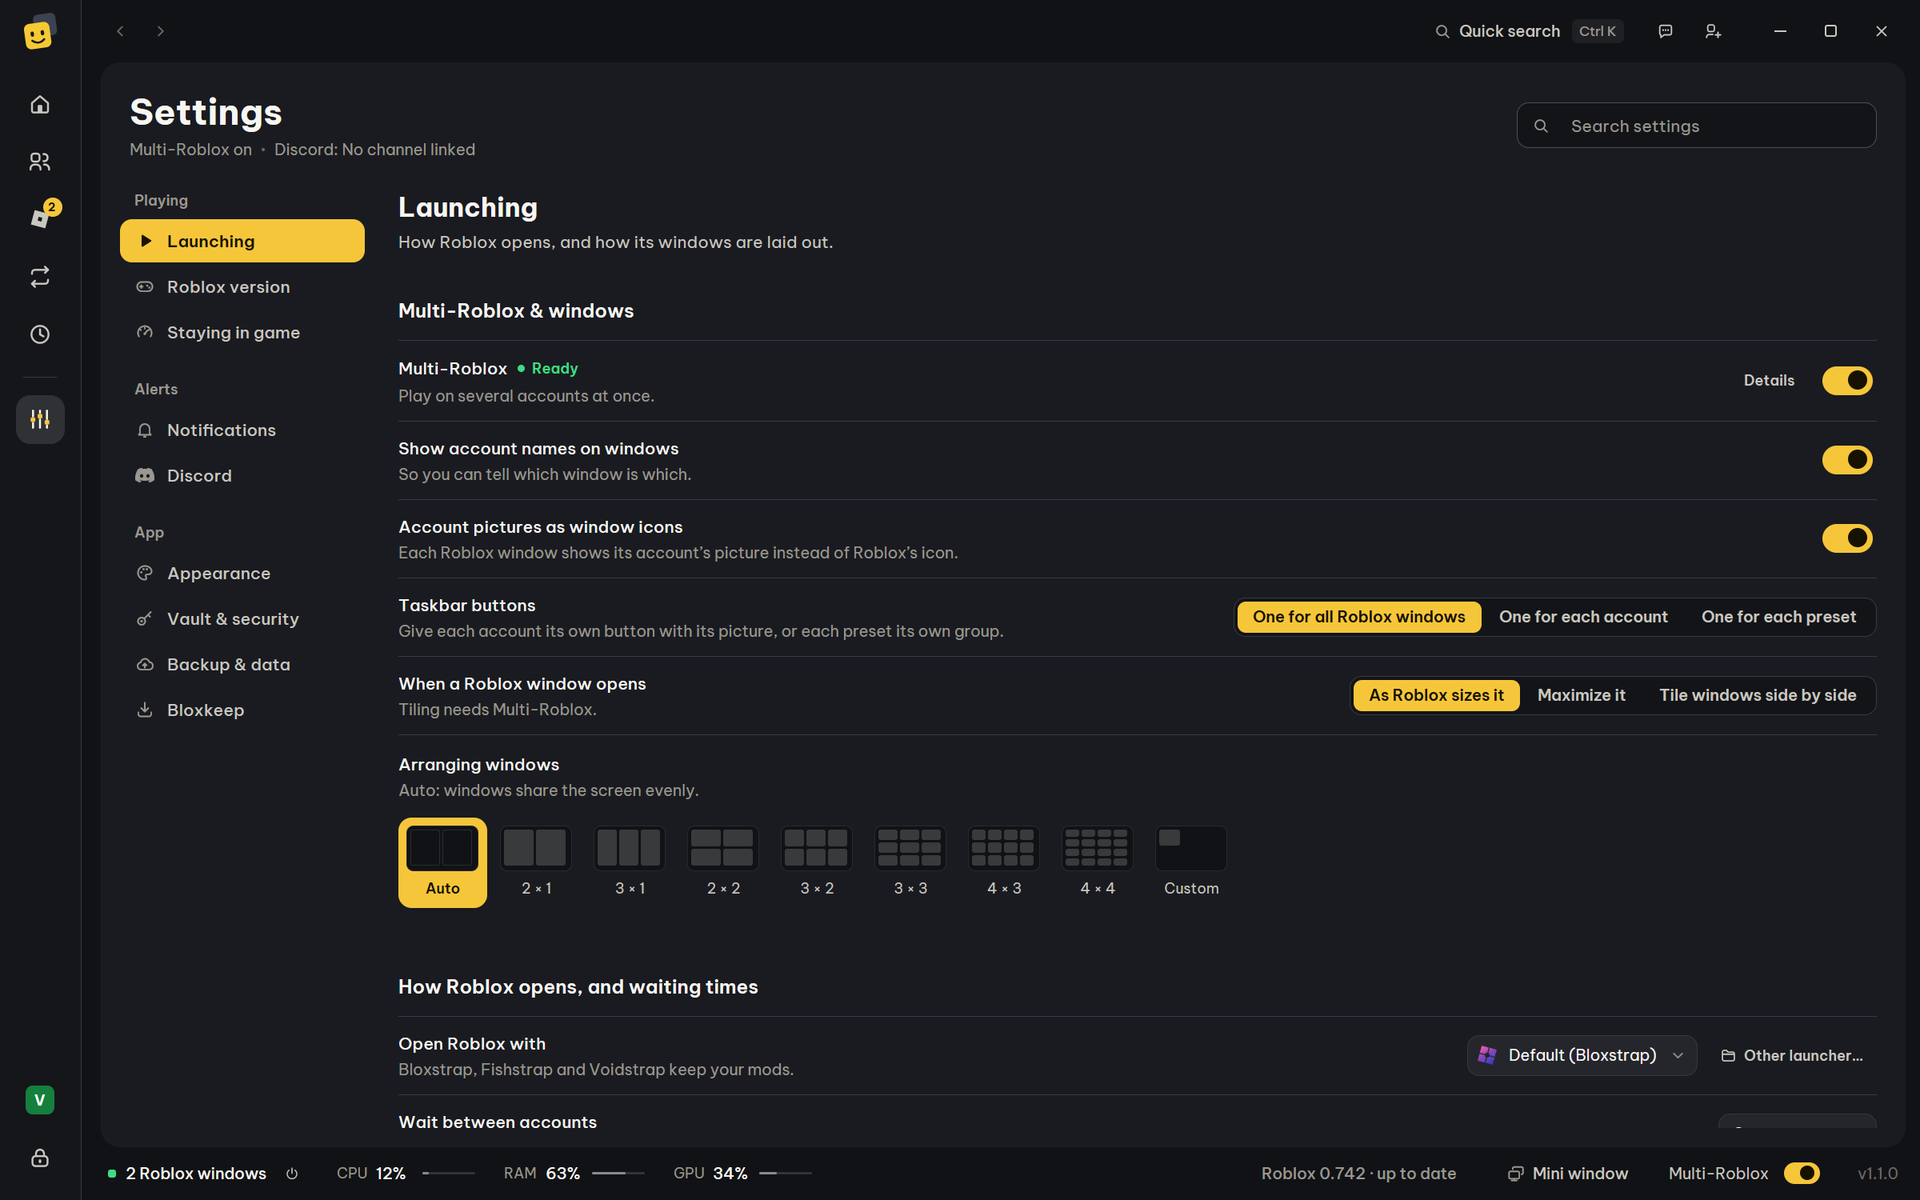 Quick search
Ctrl K
Settings
Multi-Roblox on • Discord: No channel linked
Search settings
2
Playing
Launching
Roblox version
Staying in game
Alerts
Notifications
Discord
App
Appearance
Vault & security
Backup & data
Bloxkeep
Launching
How Roblox opens, and how its windows are laid out.
Multi-Roblox & windows
Multi-Roblox • Ready
Play on several accounts at once.
Details
Show account names on windows
So you can tell which window is which.
Account pictures as window icons
Each Roblox window shows its account’s picture instead of Roblox’s icon.
Taskbar buttons
Give each account its own button with its picture, or each preset its own group.
One for all Roblox windows
One for each account
One for each preset
When a Roblox window opens
Tiling needs Multi-Roblox.
As Roblox sizes it
Maximize it
Tile windows side by side
Arranging windows
Auto: windows share the screen evenly.
Auto
2 × 1
3 × 1
2 × 2
3 × 2
3 × 3
4 × 3
4 × 4
Custom
How Roblox opens, and waiting times
Open Roblox with
Bloxstrap, Fishstrap and Voidstrap keep your mods.
Default (Bloxstrap)
Other launcher...
Wait between accounts
V
2 Roblox windows
CPU 12%
RAM 63%
GPU 34%
Roblox 0.742 · up to date
Mini window
Multi-Roblox
v1.1.0